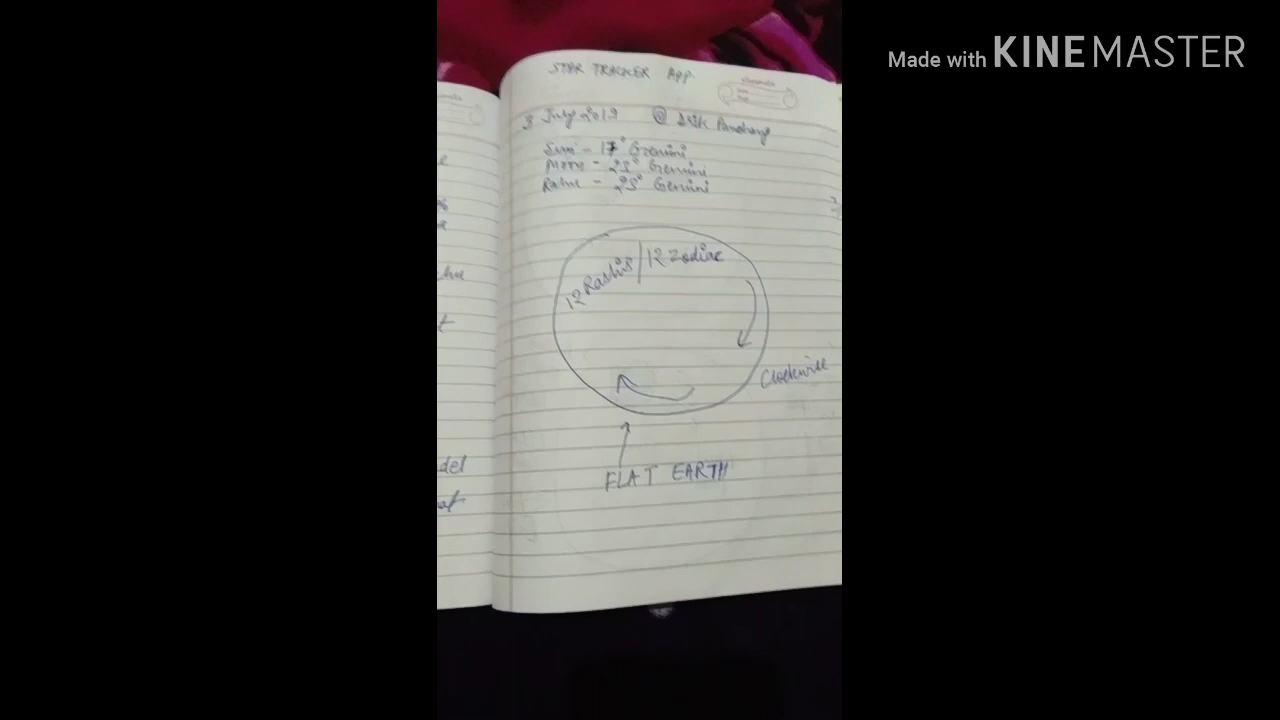 Made with KINEMASTER
STAR TRACKER APP
3 July 2019 @ Drik Panchang
Sun - 17° Gemini
Moon - 23° Gemini
Rahu - 23° Gemini
12 Rashis / 12 Zodiac
Clockwise
FLAT EARTH
del